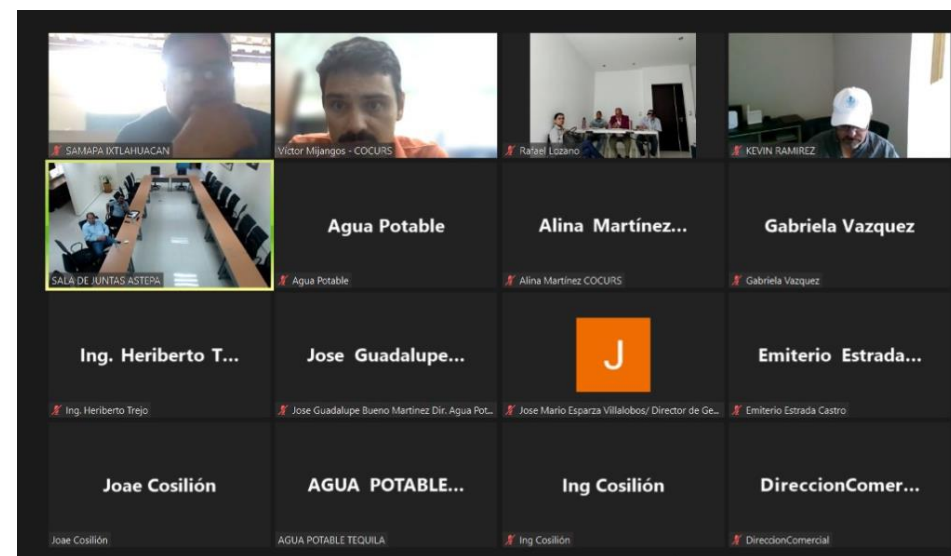 SAMAPA IXTLAHUACAN
Víctor Mijangos - COCURS
Rafael Lozano
KEVIN RAMIREZ
SALA DE JUNTAS ASTEPA
Agua Potable
Agua Potable
Alina Martínez...
Alina Martínez COCURS
Gabriela Vazquez
Gabriela Vazquez
Ing. Heriberto T...
Ing. Heriberto Trejo
Jose Guadalupe...
Jose Guadalupe Bueno Martinez Dir. Agua Pot...
J
Jose Mario Esparza Villalobos/ Director de Ge...
Emiterio Estrada...
Emiterio Estrada Castro
Joae Cosilión
Joae Cosilión
AGUA POTABLE...
AGUA POTABLE TEQUILA
Ing Cosilión
Ing Cosilión
DireccionComer...
DireccionComercial